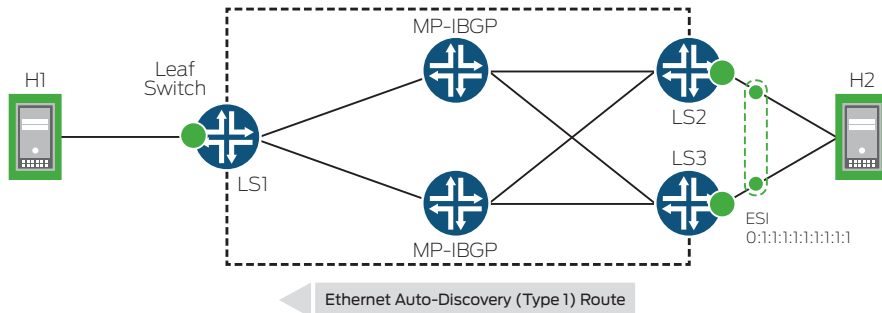 MP-IBGP
H1
Leaf
Switch
H2
LS2
LS3
LS1
ESI
0:1:1:1:1:1:1:1:1:1
MP-IBGP
Ethernet Auto-Discovery (Type 1) Route